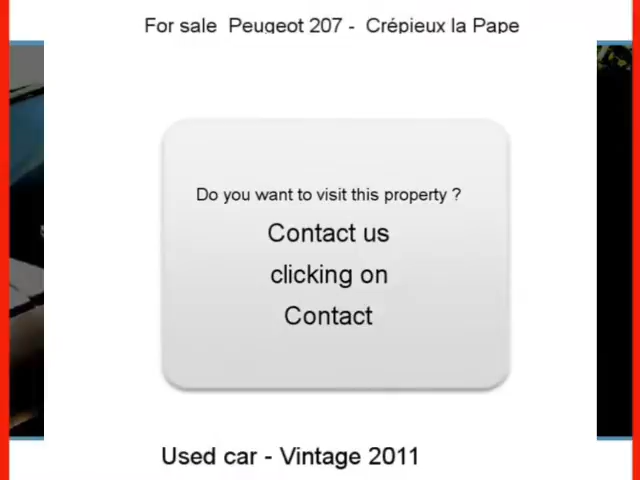 For sale  Peugeot 207 -  Crépieux la Pape
Do you want to visit this property ?
Contact us
clicking on
Contact
Used car - Vintage 2011